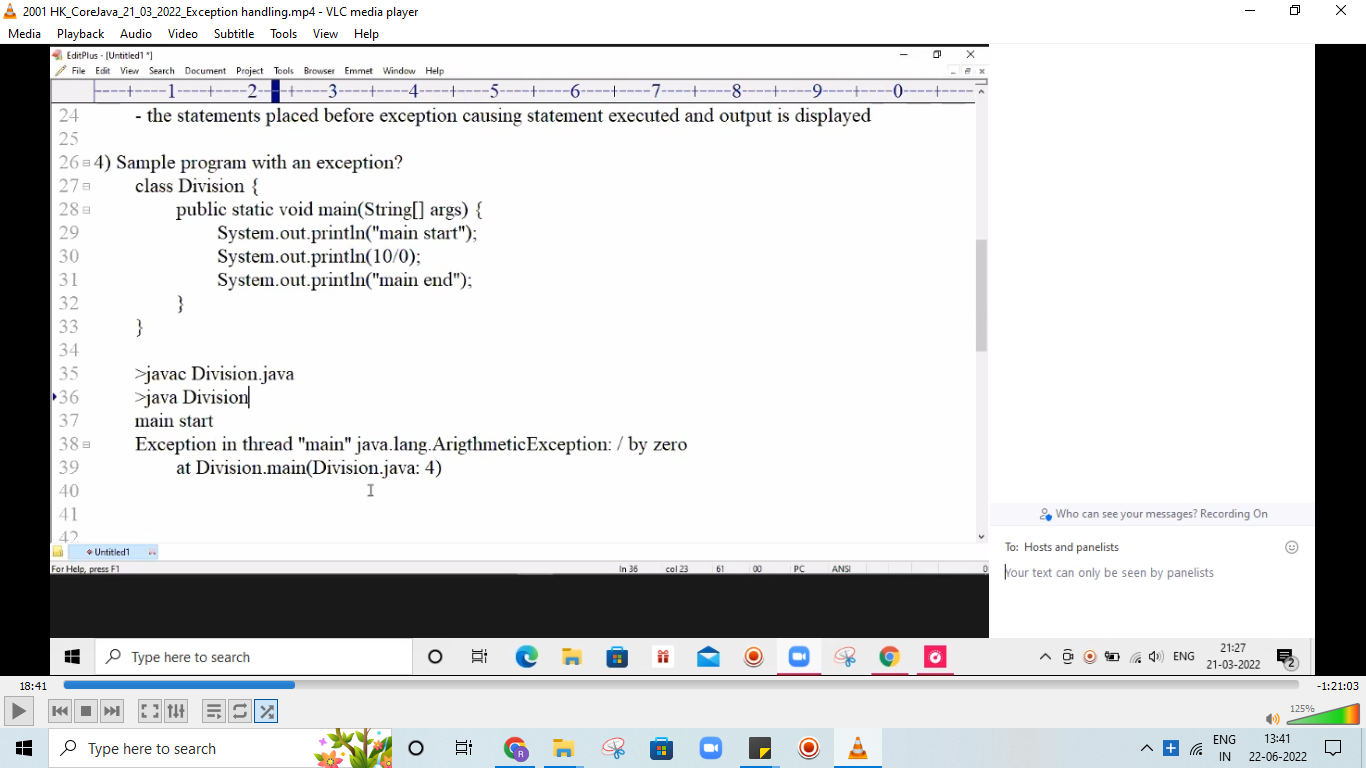 2001 HK_CoreJava_21_03_2022_Exception handling.mp4 - VLC media player
Media Playback Audio Video Subtitle Tools View Help
EditPlus - [Untitled1 *]
File Edit View Search Document Project Tools Browser Emmet Window Help
----+----1----+----2----+----3----+----4----+----5----+----6----+----7----+----8----+----9----+----0----+----
24 - the statements placed before exception causing statement executed and output is displayed
25
26 4) Sample program with an exception?
27 class Division {
28 public static void main(String[] args) {
29 System.out.println("main start");
30 System.out.println(10/0);
31 System.out.println("main end");
32 }
33 }
34
35 >javac Division.java
36 >java Division
37 main start
38 Exception in thread "main" java.lang.ArigthmeticException: / by zero
39 at Division.main(Division.java: 4)
40
41
42
Untitled1
For Help, press F1 ln 36 col 23 61 00 PC ANSI 0
Who can see your messages? Recording On
To: Hosts and panelists
Your text can only be seen by panelists
Type here to search
ENG
21:27
21-03-2022
2
18:41
-1:21:03
125%
Type here to search
R
ENG
IN
13:41
22-06-2022